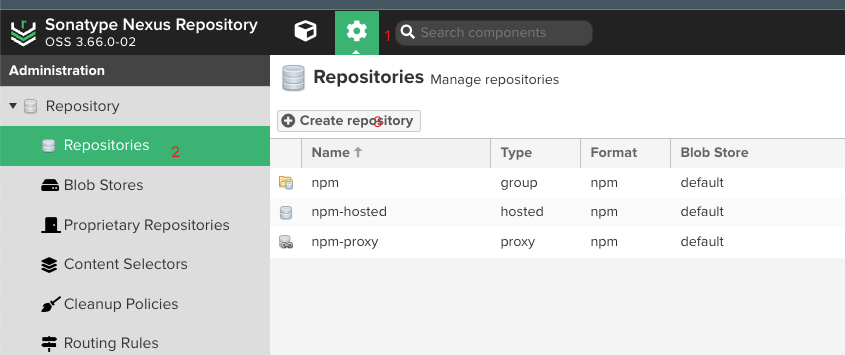 Sonatype Nexus Repository
OSS 3.66.0-02
1
Search components
Administration
Repository
Repositories
2
Blob Stores
Proprietary Repositories
Content Selectors
Cleanup Policies
Routing Rules
Repositories Manage repositories
Create repository
3
Name Type Format Blob Store
npm group npm default
npm-hosted hosted npm default
npm-proxy proxy npm default